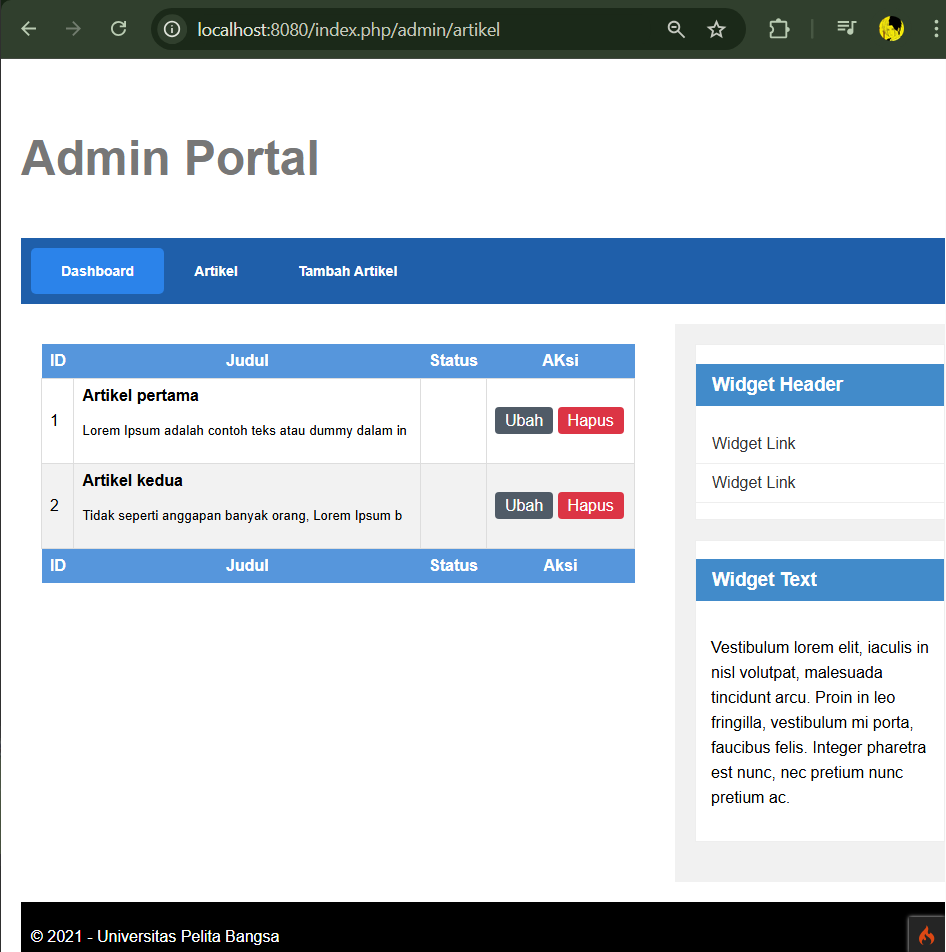 localhost:8080/index.php/admin/artikel
Admin Portal
Dashboard Artikel Tambah Artikel
ID Judul Status AKsi
1 Artikel pertama
Lorem Ipsum adalah contoh teks atau dummy dalam in
Ubah Hapus
2 Artikel kedua
Tidak seperti anggapan banyak orang, Lorem Ipsum b
Ubah Hapus
ID Judul Status Aksi
Widget Header
Widget Link
Widget Link
Widget Text
Vestibulum lorem elit, iaculis in
nisl volutpat, malesuada
tincidunt arcu. Proin in leo
fringilla, vestibulum mi porta,
faucibus felis. Integer pharetra
est nunc, nec pretium nunc
pretium ac.
© 2021 - Universitas Pelita Bangsa